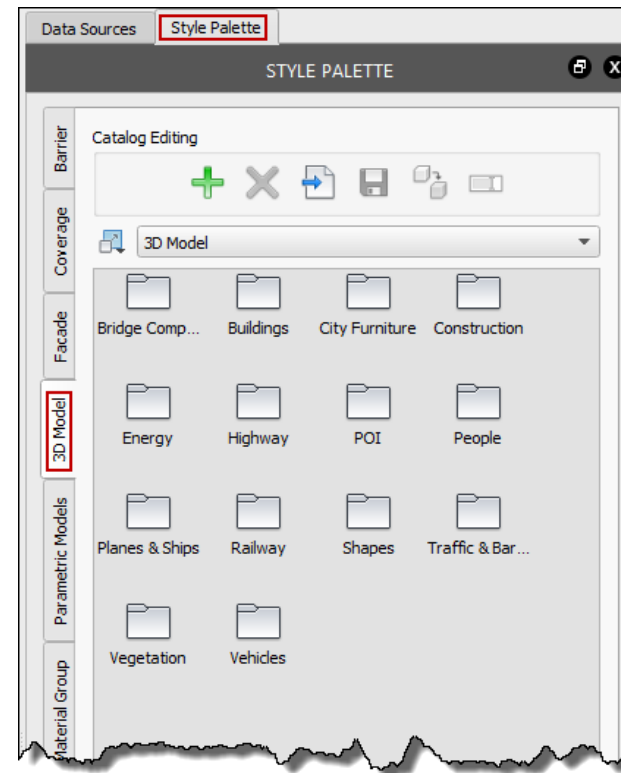 Data Sources
Style Palette
STYLE PALETTE
Barrier
Coverage
Facade
3D Model
Parametric Models
Material Group
Catalog Editing
3D Model
Bridge Comp... Buildings City Furniture Construction
Energy Highway POI People
Planes & Ships Railway Shapes Traffic & Bar...
Vegetation Vehicles